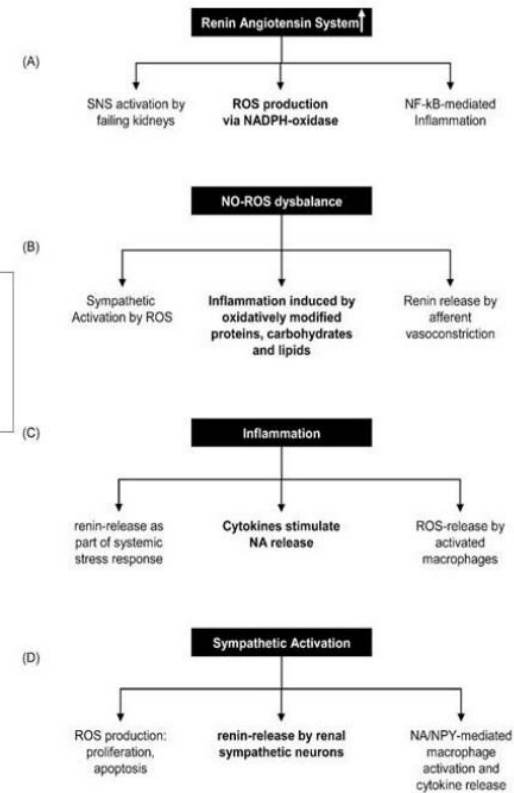 Renin Angiotensin System
(A)
SNS activation by
failing kidneys
ROS production
via NADPH-oxidase
NF-kB-mediated
Inflammation
NO-ROS dysbalance
(B)
Sympathetic
Activation by ROS
Inflammation induced by
oxidatively modified
proteins, carbohydrates
and lipids
Renin release by
afferent
vasoconstriction
(C)
Inflammation
renin-release as
part of systemic
stress response
Cytokines stimulate
NA release
ROS-release by
activated
macrophages
Sympathetic Activation
(D)
ROS production:
proliferation,
apoptosis
renin-release by renal
sympathetic neurons
NA/NPY-mediated
macrophage
activation and
cytokine release